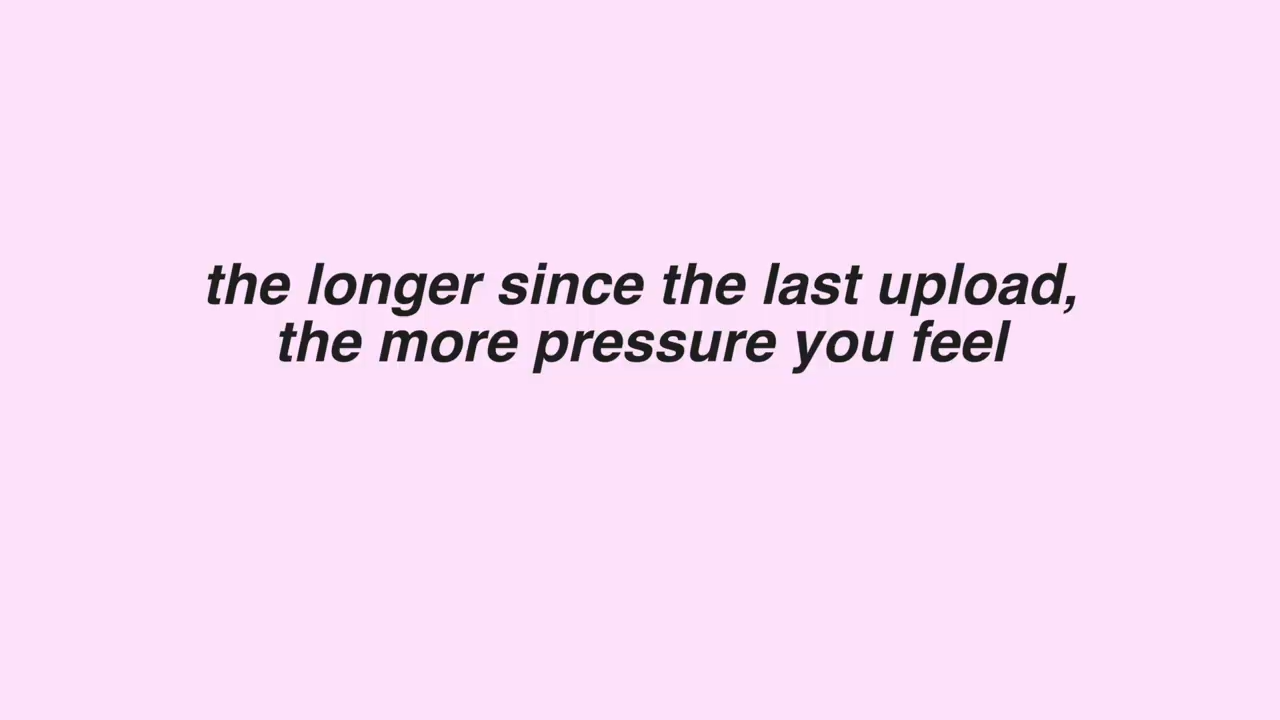 the longer since the last upload,
the more pressure you feel